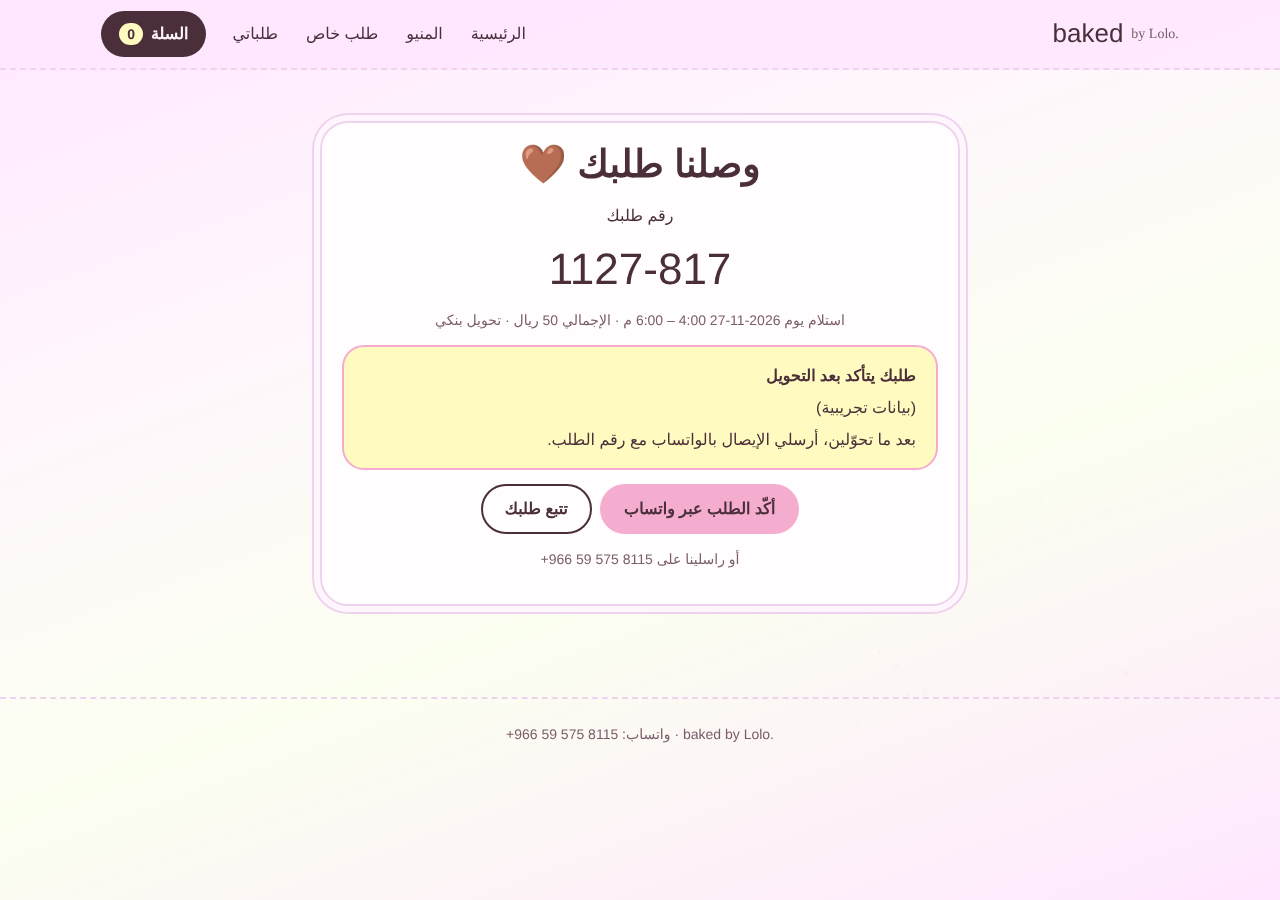 baked by Lolo.
الرئيسية
المنيو
طلب خاص
طلباتي
السلة 0
وصلنا طلبك 🤎
رقم طلبك
1127-817
استلام يوم 2026-11-27 4:00 – 6:00 م · الإجمالي 50 ريال · تحويل بنكي
طلبك يتأكد بعد التحويل
(بيانات تجريبية)
بعد ما تحوّلين، أرسلي الإيصال بالواتساب مع رقم الطلب.
أكّد الطلب عبر واتساب
تتبع طلبك
أو راسلينا على 8115 575 59 966+
baked by Lolo. · واتساب: 8115 575 59 966+